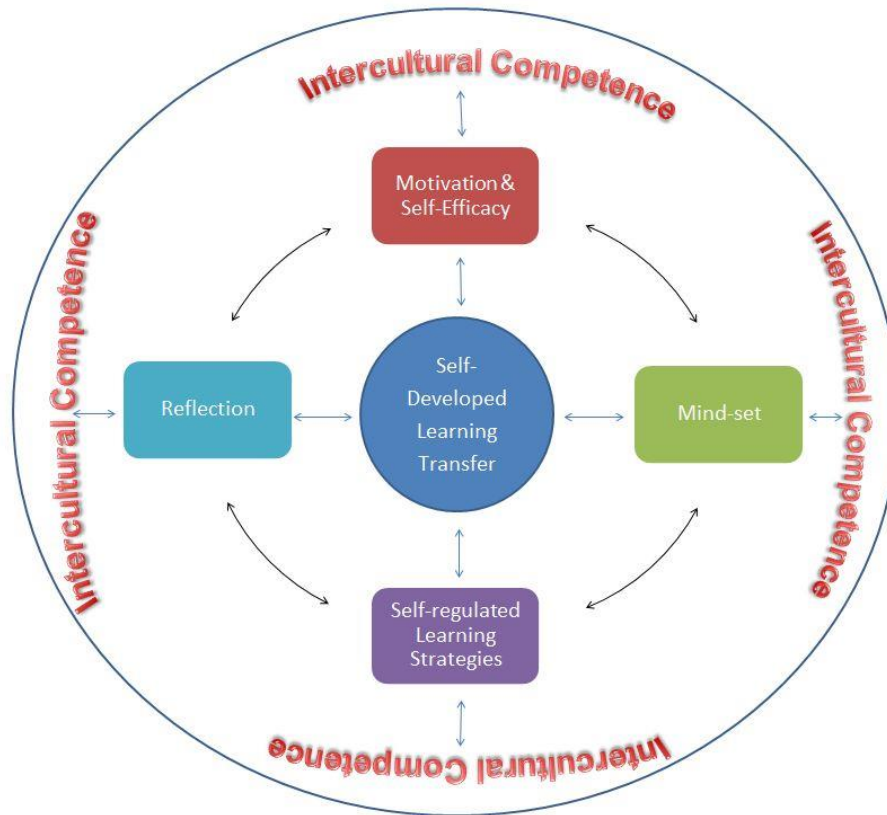 Intercultural Competence
Motivation &
Self-Efficacy
Intercultural Competence
Reflection
Self-
Developed
Learning
Transfer
Mind-set
Intercultural Competence
Self-regulated
Learning
Strategies
Intercultural Competence